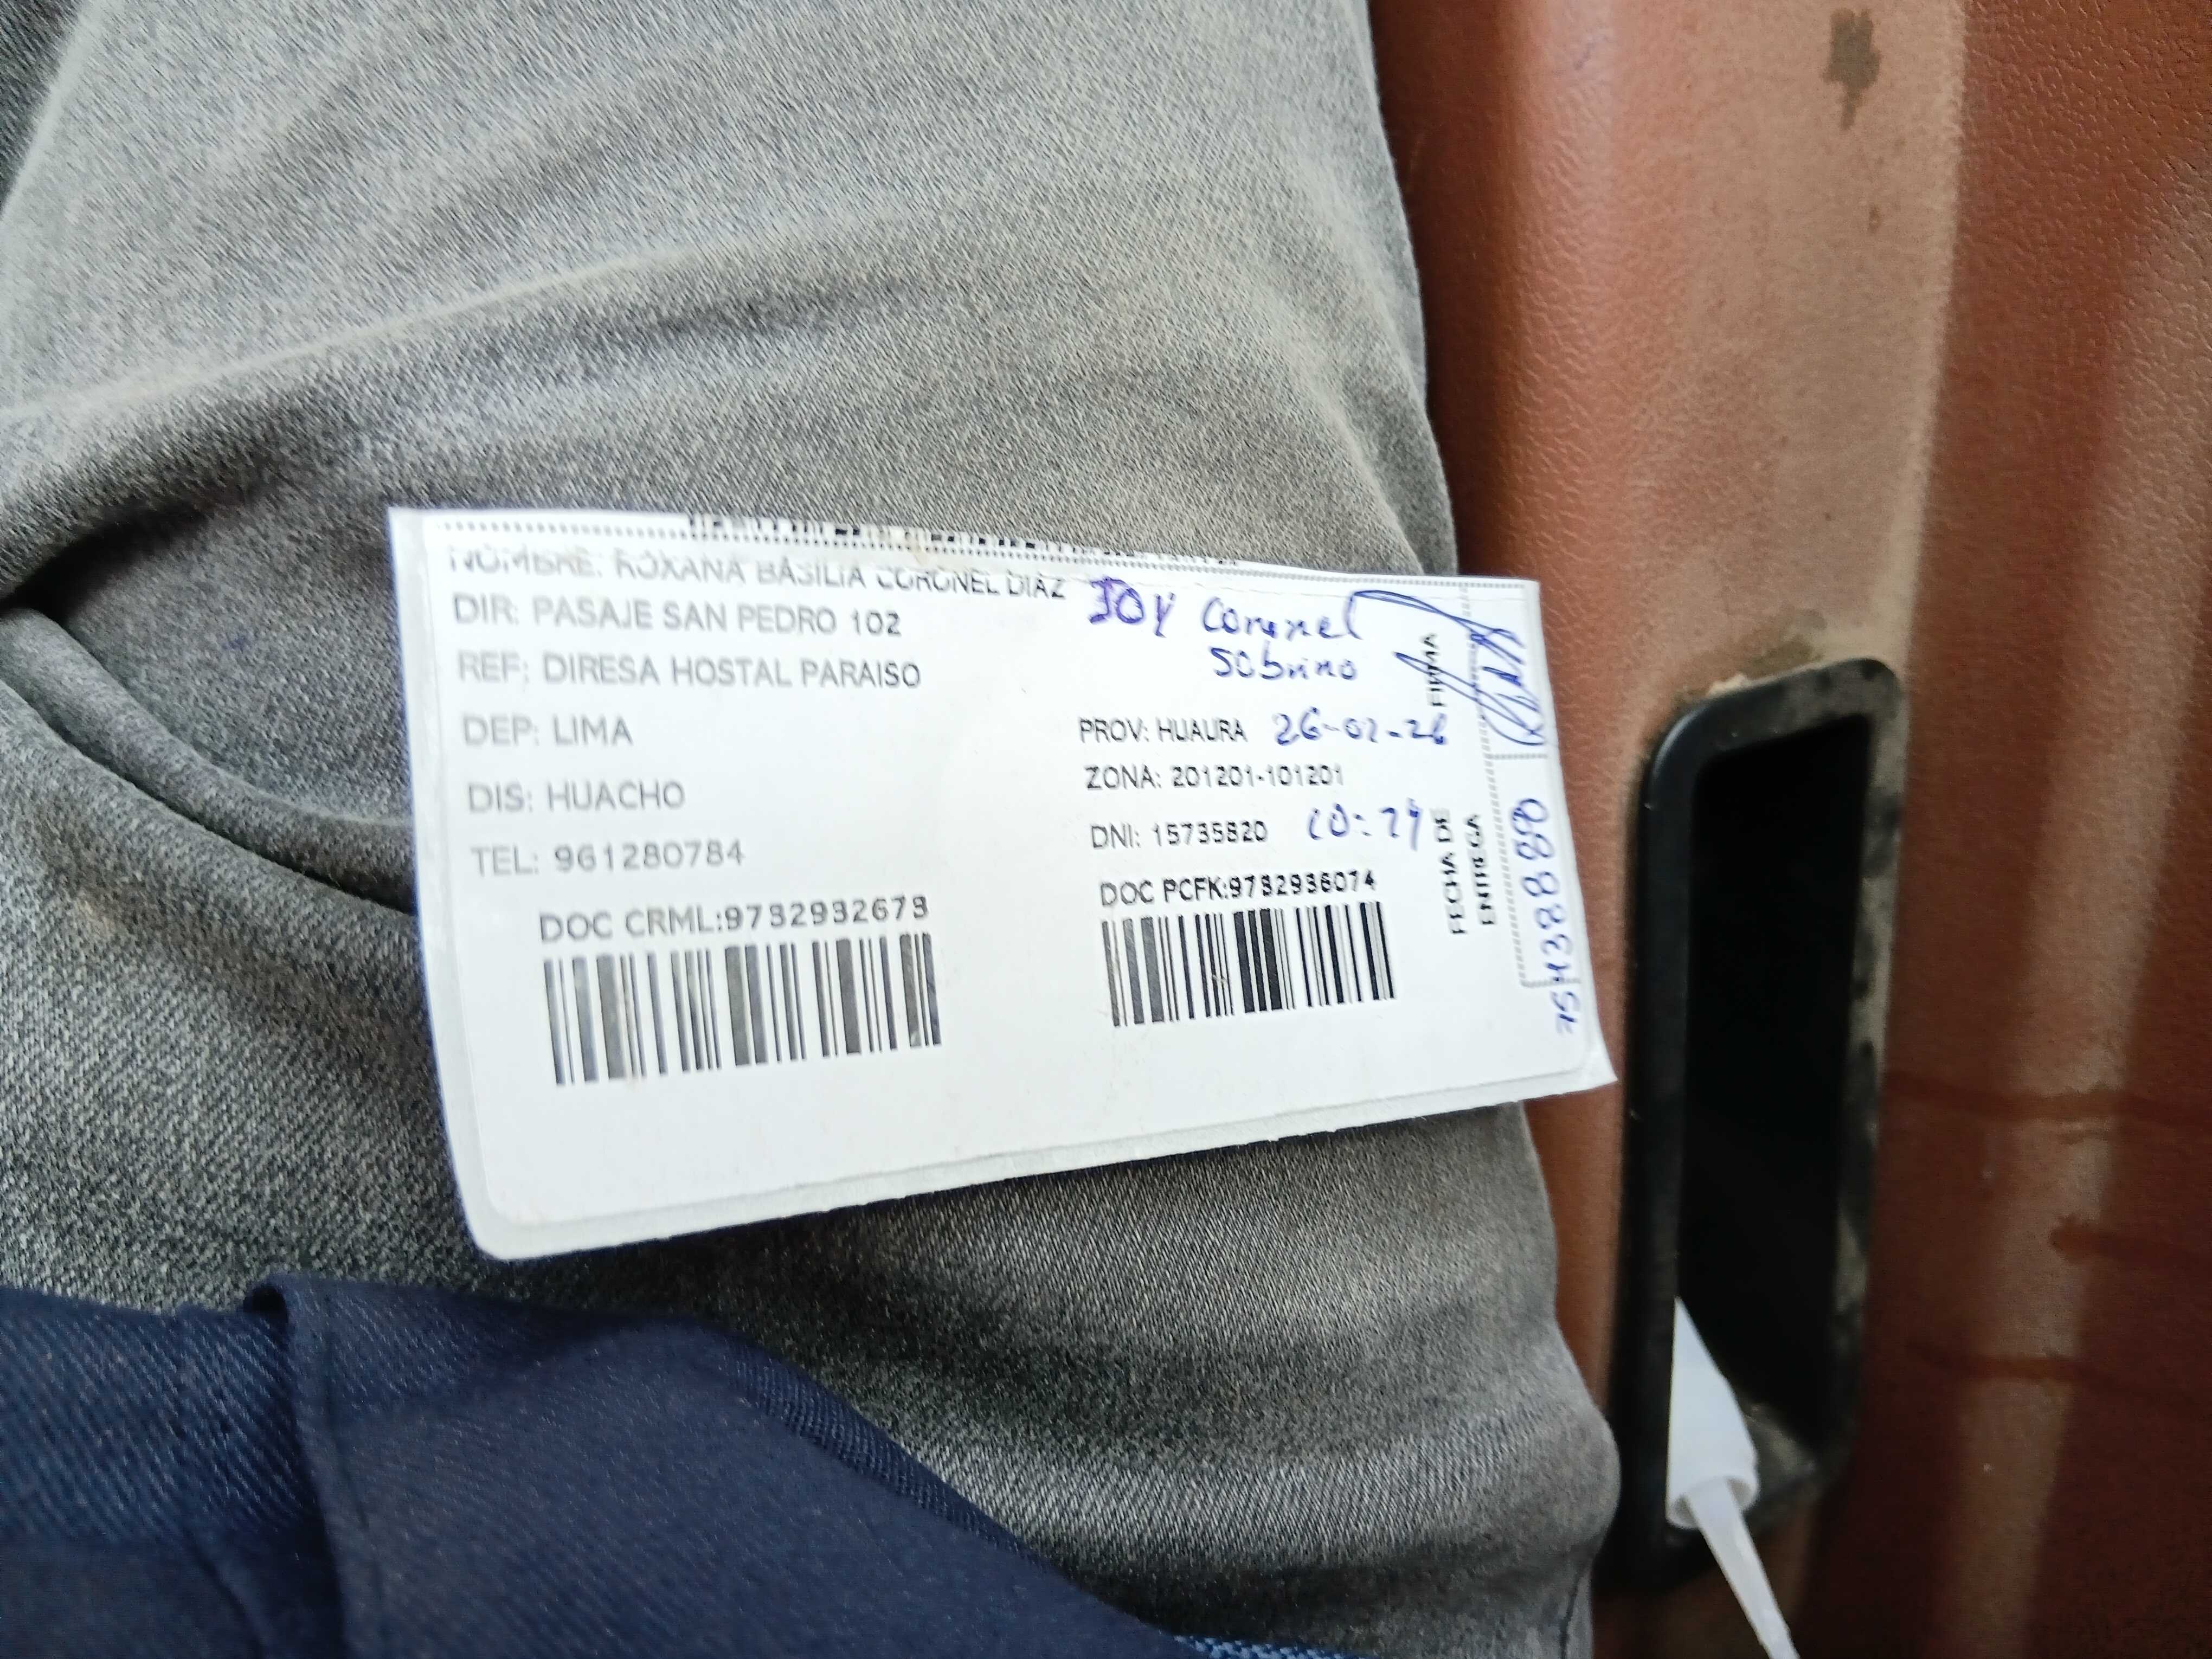 NOMBRE: ROXANA BASILIA CORONEL DIAZ
JOY Coronel
Sobrino
DIR: PASAJE SAN PEDRO 102
REF: DIRESA HOSTAL PARAISO
DEP: LIMA
PROV: HUAURA 26-02-26
ZONA: 201201-101201
DIS: HUACHO
DNI: 15735820
TEL: 961280784
DOC CRML:9732932673
DOC PCFK:9732936074
FIRMA
FECHA DE
ENTREGA